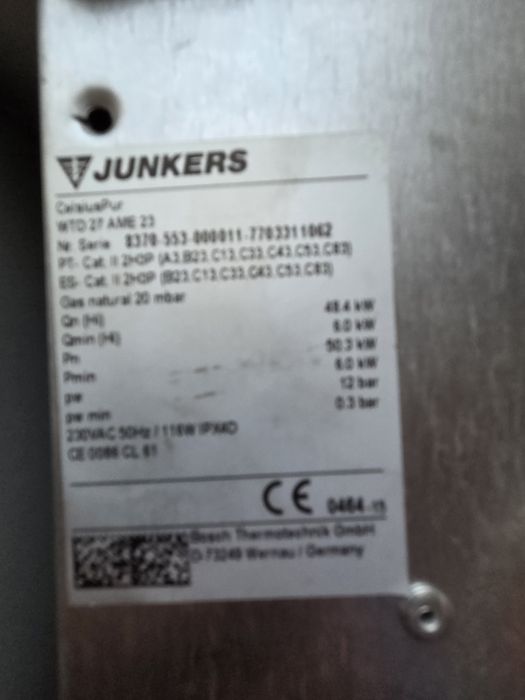 JUNKERS
CelsiusPur
WTD 27 AME 23
Nr. Serie 8370-553-000011-7703311062
PT- Cat. II 2H3P (A3,B23,C13,C33,C43,C53,C83)
ES- Cat. II 2H3P (B23,C13,C33,C43,C53,C83)
Gas natural 20 mbar
Qn (Hi) 48.4 kW
Qmin (Hi) 6.0 kW
Pn 50.3 kW
Pmin 6.0 kW
pw 12 bar
pw min 0.3 bar
230VAC 50Hz / 116W IPX4D
CE 0086 CL 61
CE 0464 -15
Bosch Thermotechnik GmbH
D-73249 Wernau / Germany